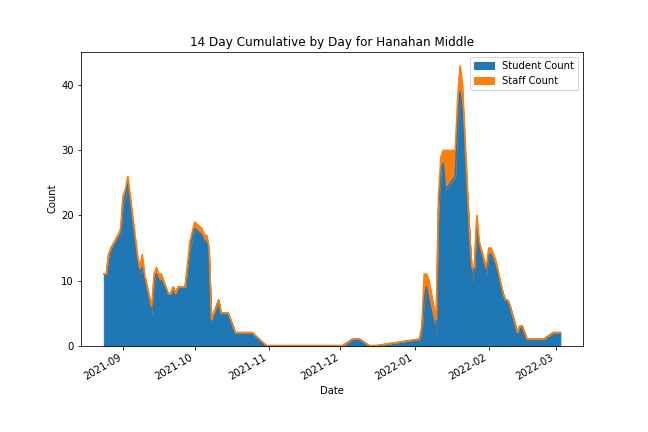 14 Day Cumulative by Day for Hanahan Middle
Student Count
Staff Count
Count
40
30
20
10
0
2021-09
2021-10
2021-11
2021-12
2022-01
2022-02
2022-03
Date